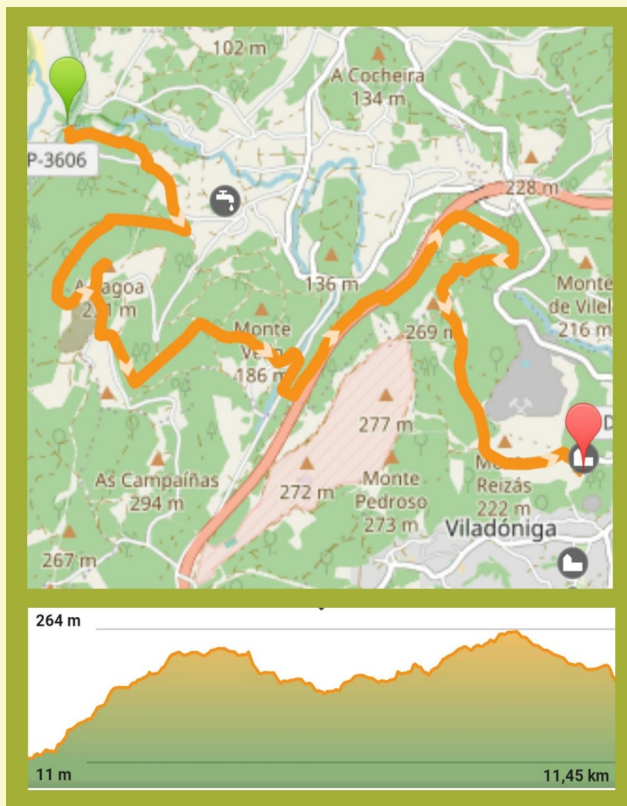 102 m
A Cocheira
134 m
P-3606
228 m
136 m
Monte
de Vilel
216 m
Monte
186 m
269 m
277 m
As Campaíñas
294 m
272 m
Monte
Pedroso
273 m
Reizás
222 m
Viladóniga
267 m
264 m
11 m
11,45 km